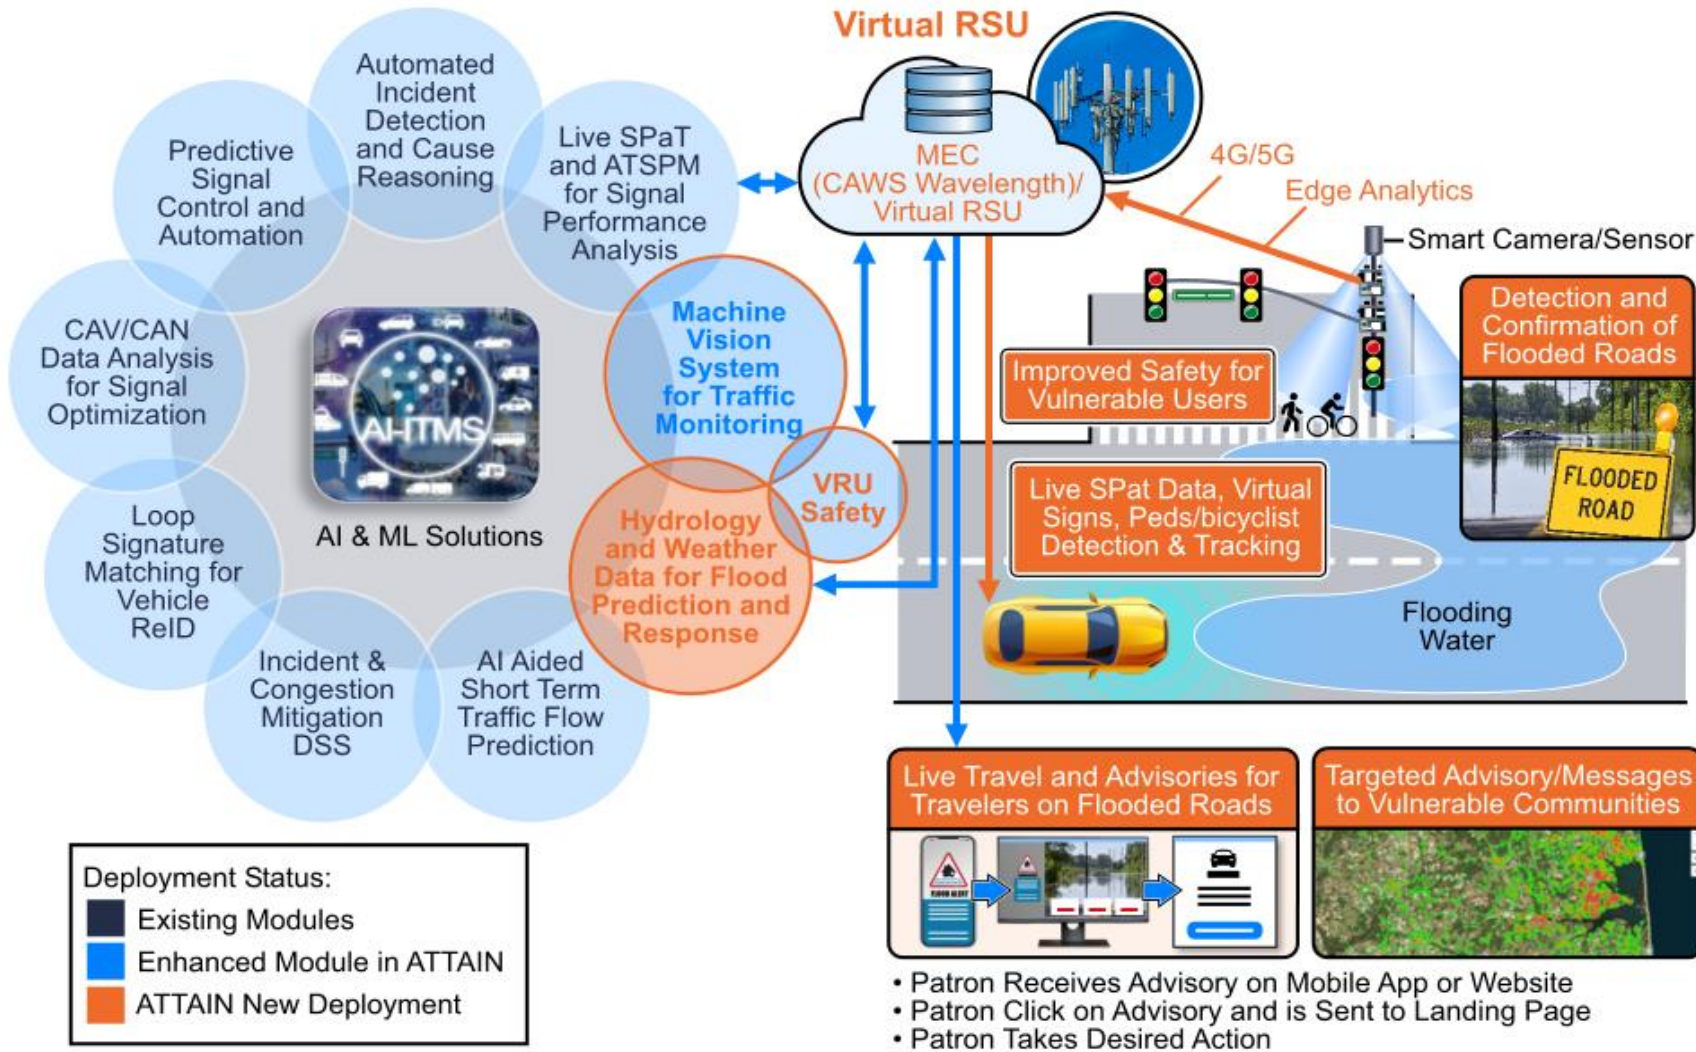 Virtual RSU
Automated
Incident
Detection
and Cause
Reasoning
Live SPaT
and ATSPM
for Signal
Performance
Analysis
Predictive
Signal
Control and
Automation
CAV/CAN
Data Analysis
for Signal
Optimization
Loop
Signature
Matching for
Vehicle
ReID
Incident &
Congestion
Mitigation
DSS
AI Aided
Short Term
Traffic Flow
Prediction
Hydrology
and Weather
Data for Flood
Prediction and
Response
VRU
Safety
Machine
Vision
System
for Traffic
Monitoring
AI-ITMS
AI & ML Solutions
MEC
(CAWS Wavelength)/
Virtual RSU
4G/5G
Edge Analytics
Smart Camera/Sensor
Improved Safety for
Vulnerable Users
Detection and
Confirmation of
Flooded Roads
FLOODED
ROAD
Live SPat Data, Virtual
Signs, Peds/bicyclist
Detection & Tracking
Flooding
Water
Live Travel and Advisories for
Travelers on Flooded Roads
FLOOD ALERT
Targeted Advisory/Messages
to Vulnerable Communities
• Patron Receives Advisory on Mobile App or Website
• Patron Click on Advisory and is Sent to Landing Page
• Patron Takes Desired Action
Deployment Status:
Existing Modules
Enhanced Module in ATTAIN
ATTAIN New Deployment